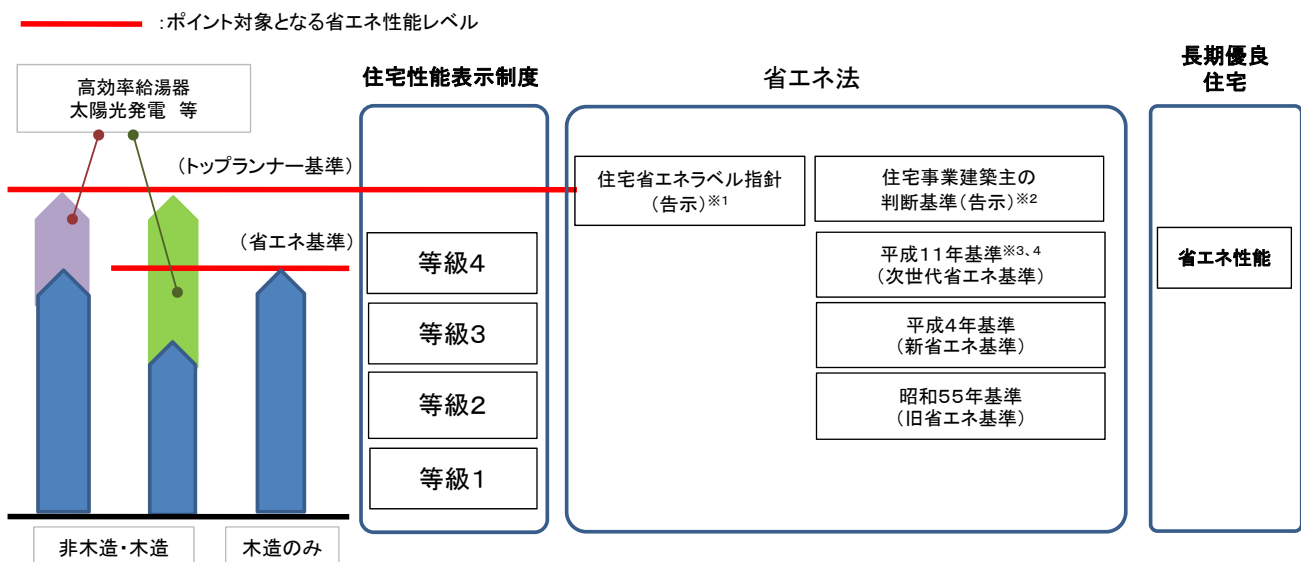 :ポイント対象となる省エネ性能レベル
高効率給湯器
太陽光発電 等
(トップランナー基準)
(省エネ基準)
非木造・木造
木造のみ
住宅性能表示制度
等級4
等級3
等級2
等級1
省エネ法
住宅省エネラベル指針
(告示)※1
住宅事業建築主の
判断基準(告示)※2
平成11年基準※3、4
(次世代省エネ基準)
平成4年基準
(新省エネ基準)
昭和55年基準
(旧省エネ基準)
長期優良
住宅
省エネ性能